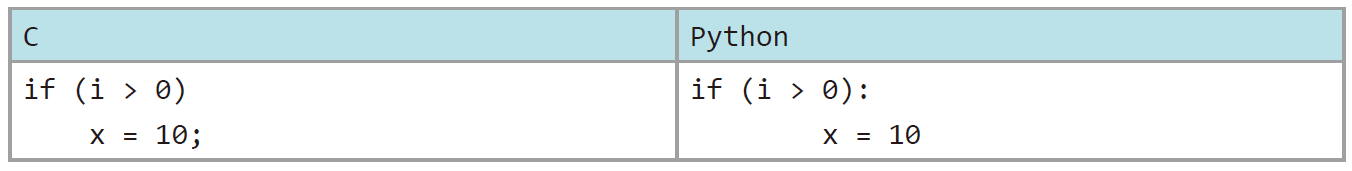 C
Python
if (i > 0)
    x = 10;
if (i > 0):
        x = 10